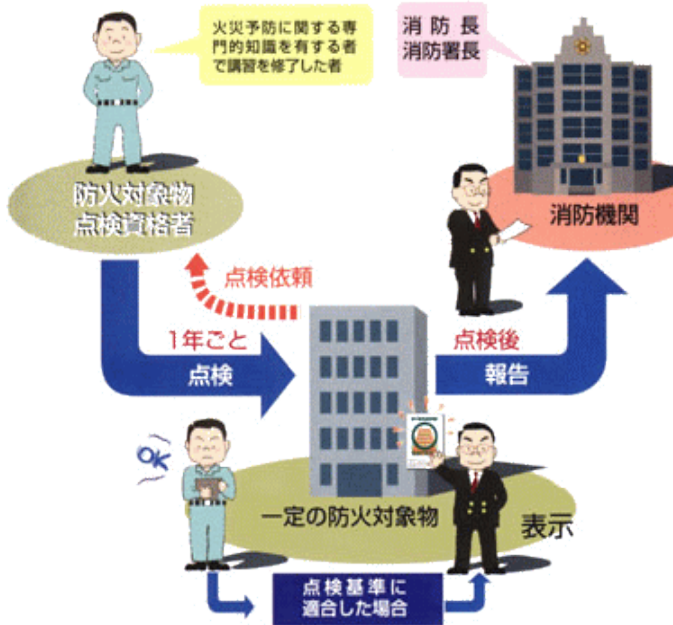 火災予防に関する専
門的知識を有する者
で講習を修了した者
消防長
消防署長
防火対象物
点検資格者
消防機関
点検依頼
1年ごと
点検
点検後
報告
OK
一定の防火対象物
表示
点検基準に
適合した場合